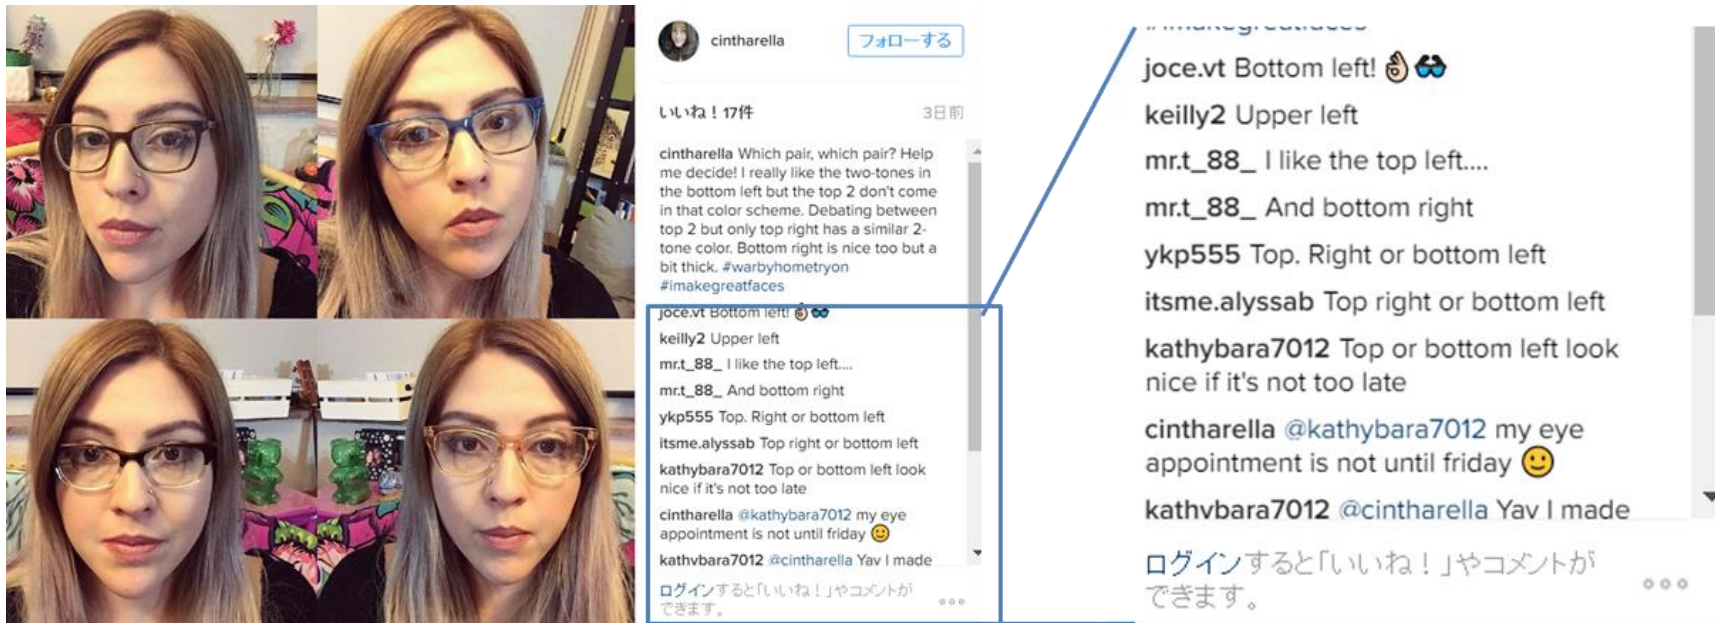 cintharella
フォローする
いいね！17件
3日前
cintharella Which pair, which pair? Help
me decide! I really like the two-tones in
the bottom left but the top 2 don't come
in that color scheme. Debating between
top 2 but only top right has a similar 2-
tone color. Bottom right is nice too but a
bit thick. #warbyhometryon
#imakegreatfaces
joce.vt Bottom left! 👌🕶
keilly2 Upper left
mr.t_88_ I like the top left....
mr.t_88_ And bottom right
ykp555 Top. Right or bottom left
itsme.alyssab Top right or bottom left
kathybara7012 Top or bottom left look
nice if it's not too late
cintharella @kathybara7012 my eye
appointment is not until friday 🙂
kathybara7012 @cintharella Yay I made
ログインすると「いいね！」やコメントが
できます。
#imakegreatfaces
joce.vt Bottom left! 👌🕶
keilly2 Upper left
mr.t_88_ I like the top left....
mr.t_88_ And bottom right
ykp555 Top. Right or bottom left
itsme.alyssab Top right or bottom left
kathybara7012 Top or bottom left look
nice if it's not too late
cintharella @kathybara7012 my eye
appointment is not until friday 🙂
kathybara7012 @cintharella Yay I made
ログインすると「いいね！」やコメントが
できます。